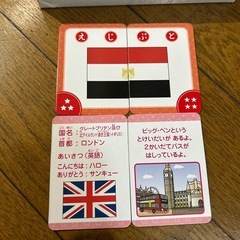 えじぷと
国名：グレートブリテン及び
北アイルランド連合王国（イギリス）
首都：ロンドン
あいさつ（英語）
こんにちは：ハロー
ありがとう：サンキュー
ビッグ・ベンという
とけいだいが あるよ。
2かいだてバスが
はしっているよ。